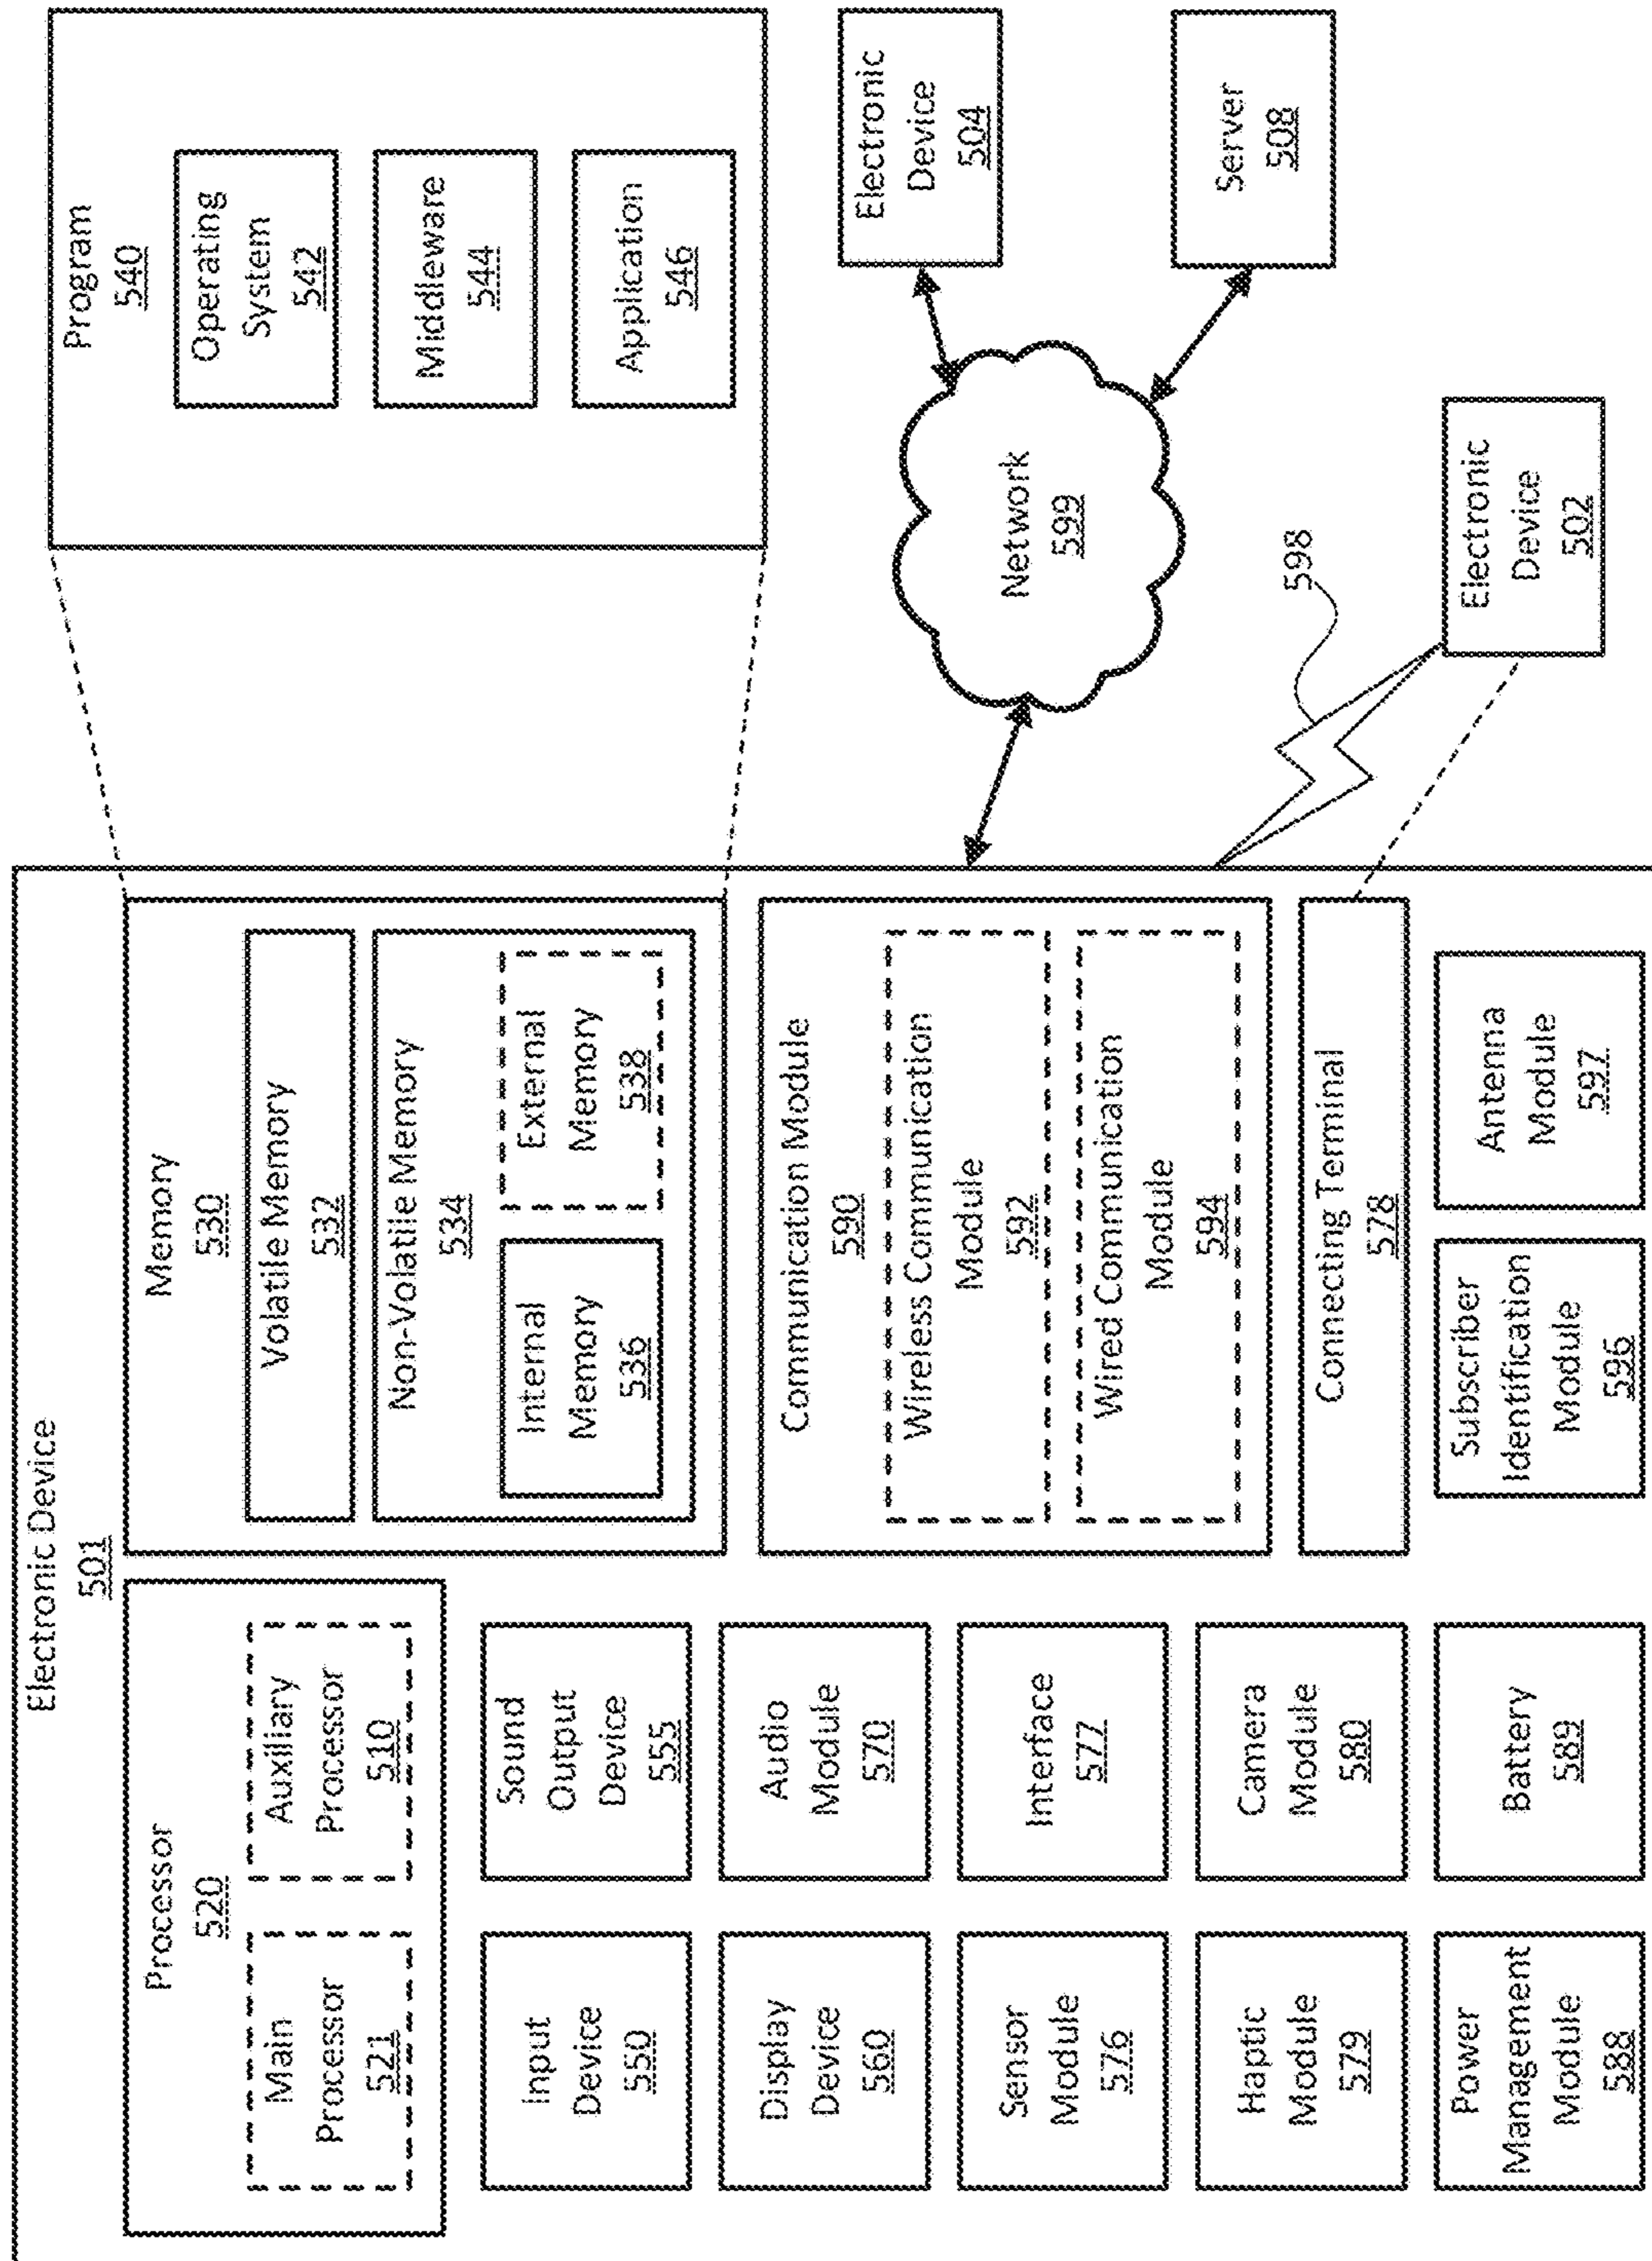 Electronic Device
501
Processor
520
Main
Processor
521
Auxiliary
Processor
510
Input
Device
550
Sound
Output
Device
555
Display
Device
560
Audio
Module
570
Sensor
Module
576
Interface
577
Haptic
Module
579
Camera
Module
580
Power
Management
Module
588
Battery
589
Memory
530
Volatile Memory
532
Non-Volatile Memory
534
Internal
Memory
536
External
Memory
538
Communication Module
590
Wireless Communication
Module
592
Wired Communication
Module
594
Connecting Terminal
578
Subscriber
Identification
Module
596
Antenna
Module
597
Program
540
Operating
System
542
Middleware
544
Application
546
Network
599
Electronic
Device
504
Server
508
598
Electronic
Device
502